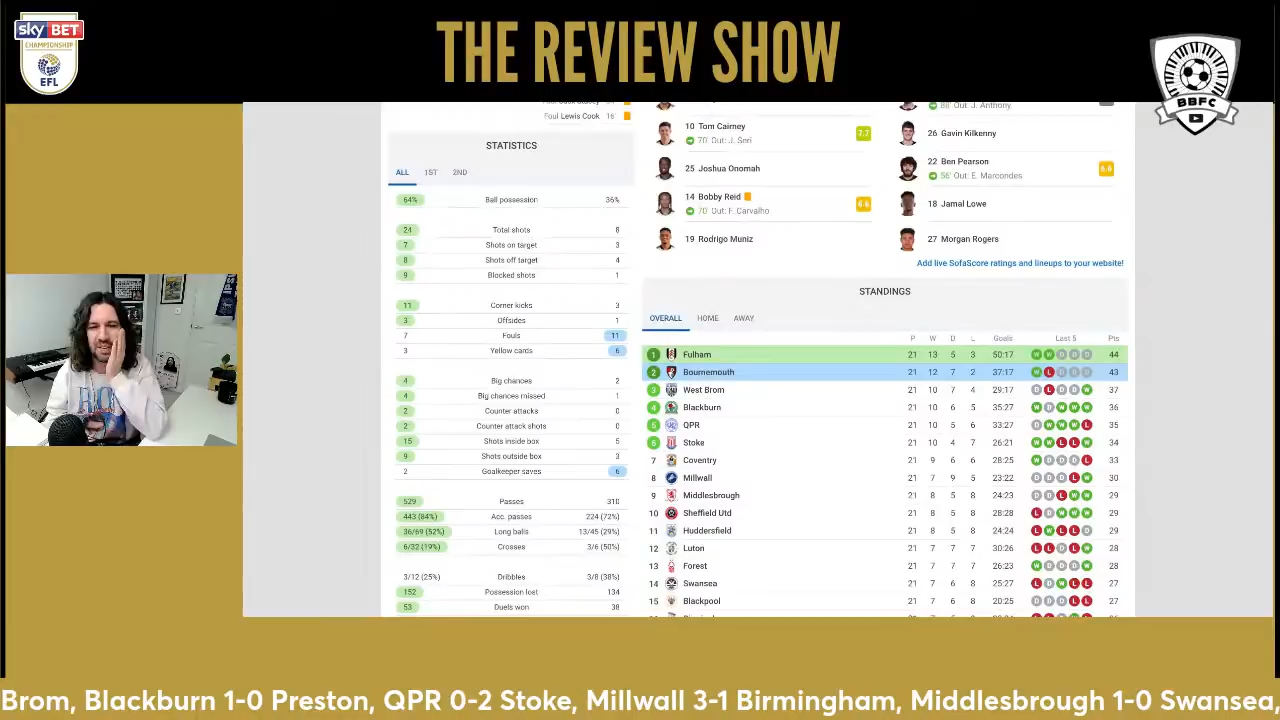 sky BET
CHAMPIONSHIP
EFL
THE REVIEW SHOW
BBFC
Foul Lewis Cook 16'
STATISTICS
ALL 1ST 2ND
64% Ball possession 36%
24 Total shots 8
7 Shots on target 3
8 Shots off target 4
9 Blocked shots 1
11 Corner kicks 3
3 Offsides 1
7 Fouls 11
3 Yellow cards 6
4 Big chances 2
4 Big chances missed 1
2 Counter attacks 0
2 Counter attack shots 0
15 Shots inside box 5
9 Shots outside box 3
2 Goalkeeper saves 6
529 Passes 310
443 (84%) Acc. passes 224 (72%)
36/69 (52%) Long balls 13/45 (29%)
6/32 (19%) Crosses 3/6 (50%)
3/12 (25%) Dribbles 3/8 (38%)
152 Possession lost 134
53 Duels won 38
10 Tom Cairney 7.2
70' Out: J. Seri
25 Joshua Onomah
14 Bobby Reid 6.6
70' Out: F. Carvalho
19 Rodrigo Muniz
88' Out: J. Anthony
26 Gavin Kilkenny
22 Ben Pearson 6.6
56' Out: E. Marcondes
18 Jamal Lowe
27 Morgan Rogers
Add live SofaScore ratings and lineups to your website!
STANDINGS
OVERALL HOME AWAY
P W D L Goals Last 5 Pts
1 Fulham 21 13 5 3 50:17 W W D D D 44
2 Bournemouth 21 12 7 2 37:17 W L D D D 43
3 West Brom 21 10 7 4 29:17 D L D D W 37
4 Blackburn 21 10 6 5 35:27 W D W W W 36
5 QPR 21 10 5 6 33:27 D W W W L 35
6 Stoke 21 10 4 7 26:21 W W L L W 34
7 Coventry 21 9 6 6 28:25 W D D D L 33
8 Millwall 21 7 9 5 23:22 D D D L W 30
9 Middlesbrough 21 8 5 8 24:23 D D L W W 29
10 Sheffield Utd 21 8 5 8 28:28 L D W W W 29
11 Huddersfield 21 8 5 8 24:24 L W L L D 29
12 Luton 21 7 7 7 30:26 L L D L W 28
13 Forest 21 7 7 7 26:23 W D D D W 28
14 Swansea 21 7 6 8 25:27 L D W L L 27
15 Blackpool 21 7 6 8 20:25 D D D L L 27
Brom, Blackburn 1-0 Preston, QPR 0-2 Stoke, Millwall 3-1 Birmingham, Middlesbrough 1-0 Swansea,